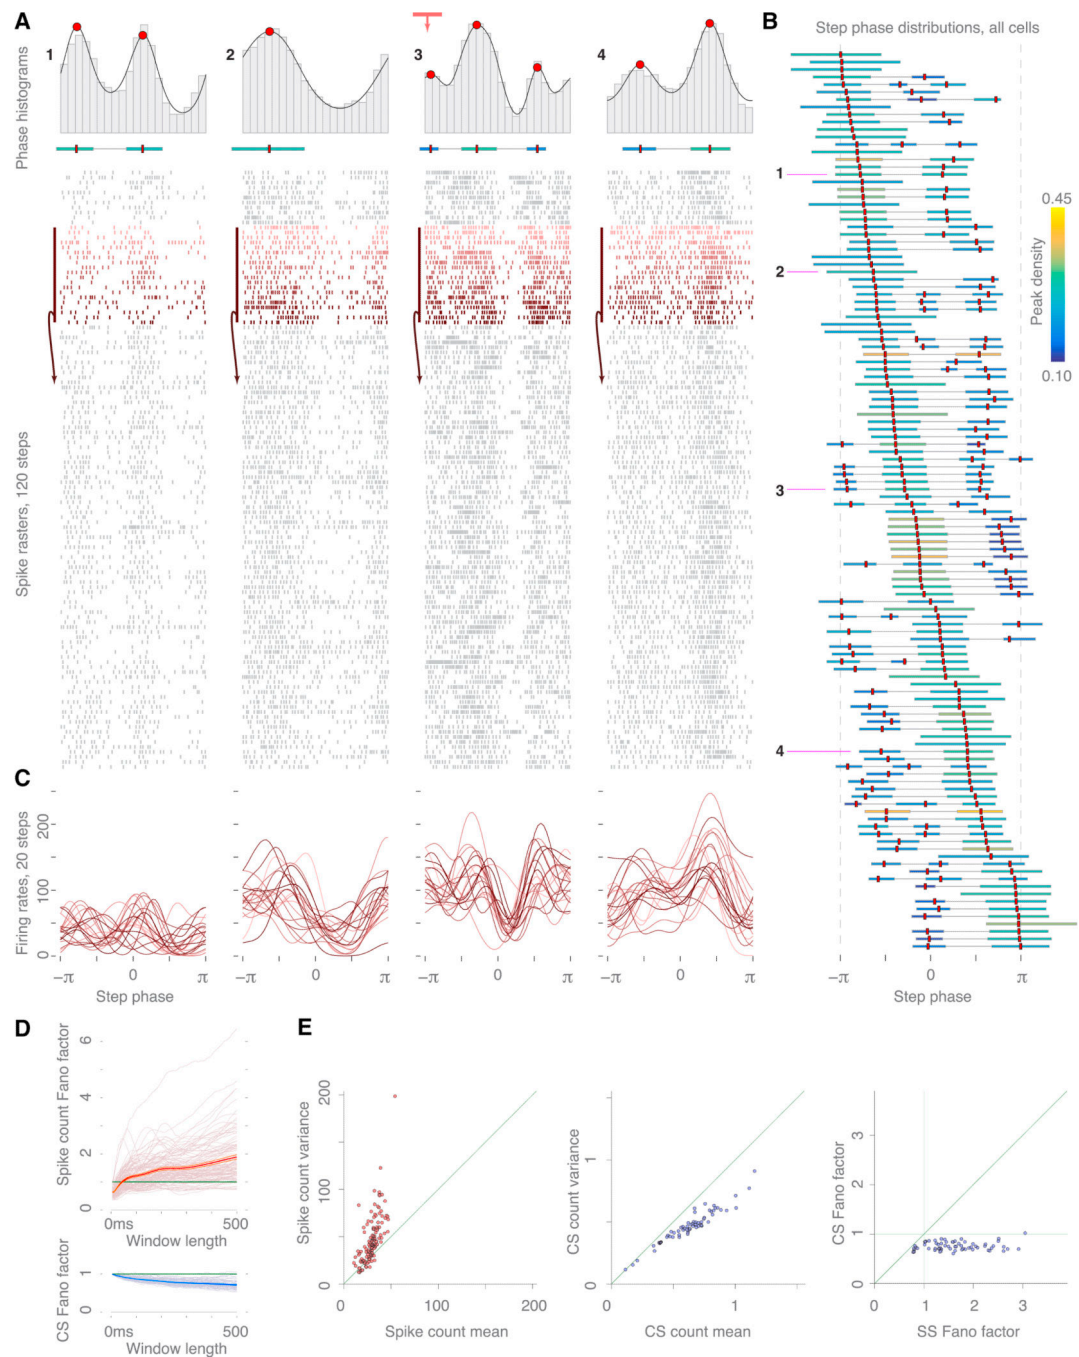 A
B
Step phase distributions, all cells
Phase histograms
1
2
3
4
1
2
3
4
0.45
Peak density
0.10
Spike rasters, 120 steps
C
Firing rates, 20 steps
200
100
0
−π 0 π
−π 0 π
−π 0 π
−π 0 π
−π 0 π
Step phase
Step phase
D
E
Spike count Fano factor
6
4
2
0
0ms 500
Window length
CS Fano factor
1
0
0ms 500
Window length
Spike count variance
200
100
0
0 100 200
Spike count mean
CS count variance
1
0
0 1
CS count mean
CS Fano factor
3
2
1
0
0 1 2 3
SS Fano factor